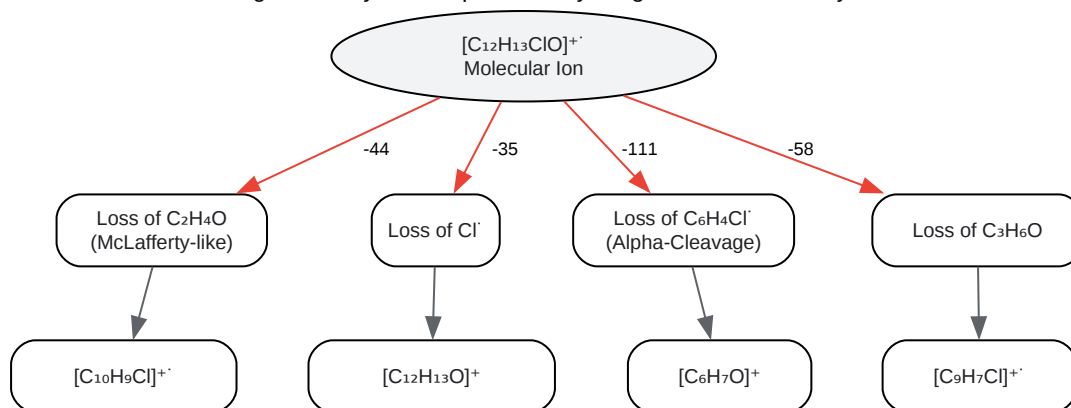 [C₁₂H₁₃ClO]⁺˙
Molecular Ion
-44
-35
-111
-58
Loss of C₂H₄O
(McLafferty-like)
Loss of Cl˙
Loss of C₆H₄Cl˙
(Alpha-Cleavage)
Loss of C₃H₆O
[C₁₀H₉Cl]⁺˙
[C₁₂H₁₃O]⁺
[C₆H₇O]⁺
[C₉H₇Cl]⁺˙